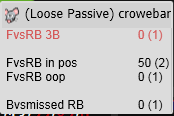 (Loose Passive) crowebar
FvsRB 3B 0 (1)
FvsRB in pos 50 (2)
FvsRB oop 0 (1)
Bvsmissed RB 0 (1)